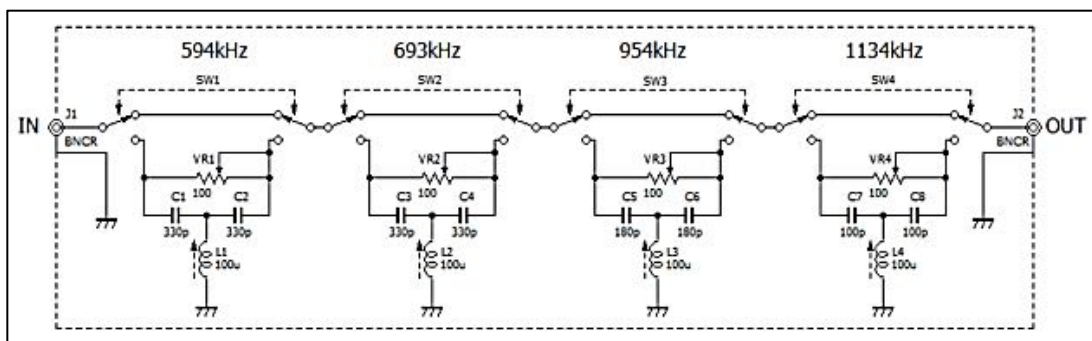 594kHz 693kHz 954kHz 1134kHz
SW1 SW2 SW3 SW4
IN J1 J2 OUT
BNCR BNCR
VR1 VR2 VR3 VR4
100 100 100 100
C1 C2 C3 C4 C5 C6 C7 C8
330p 330p 330p 330p 180p 180p 100p 100p
L1 L2 L3 L4
100u 100u 100u 100u